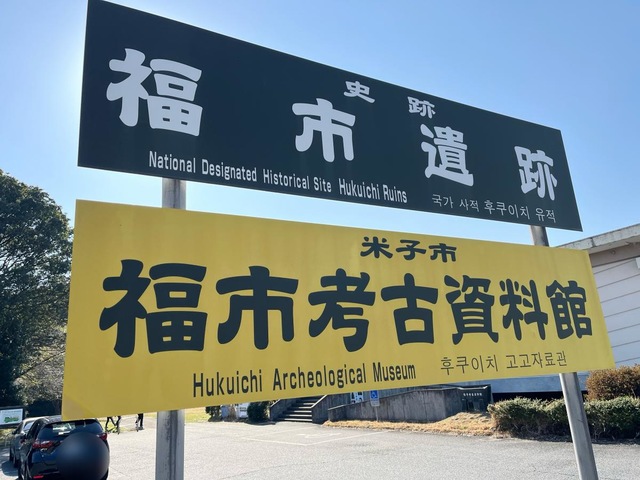 史跡
福市遺跡
National Designated Historical Site Hukuichi Ruins
국가 사적 후쿠이치 유적
米子市
福市考古資料館
Hukuichi Archeological Museum
후쿠이치 고고자료관